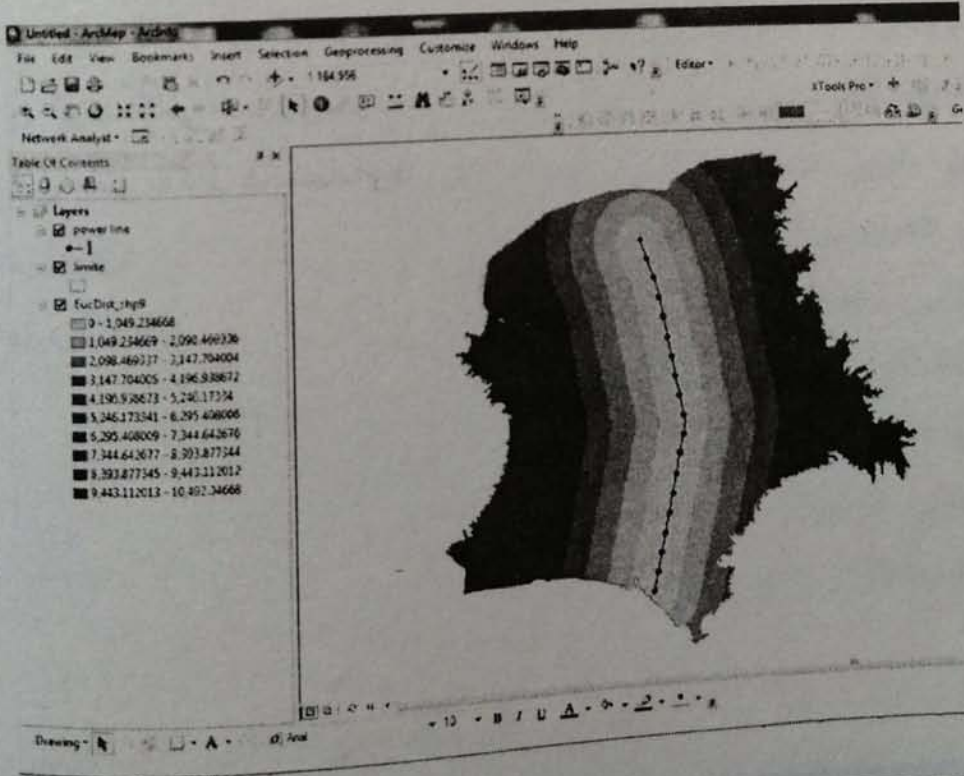 Untitled - ArcMap - ArcInfo
File Edit View Bookmarks Insert Selection Geoprocessing Customize Windows Help
1:164,956
Editor
XTools Pro
Network Analyst
Table Of Contents
Layers
power line
limite
EucDist_shp9
0 - 1,049.234668
1,049.234669 - 2,098.469336
2,098.469337 - 3,147.704004
3,147.704005 - 4,196.938672
4,196.938673 - 5,246.17334
5,246.173341 - 6,295.408008
6,295.408009 - 7,344.642676
7,344.642677 - 8,393.877344
8,393.877345 - 9,443.112012
9,443.112013 - 10,492.34668
Drawing
A
Arial
10
B I U A